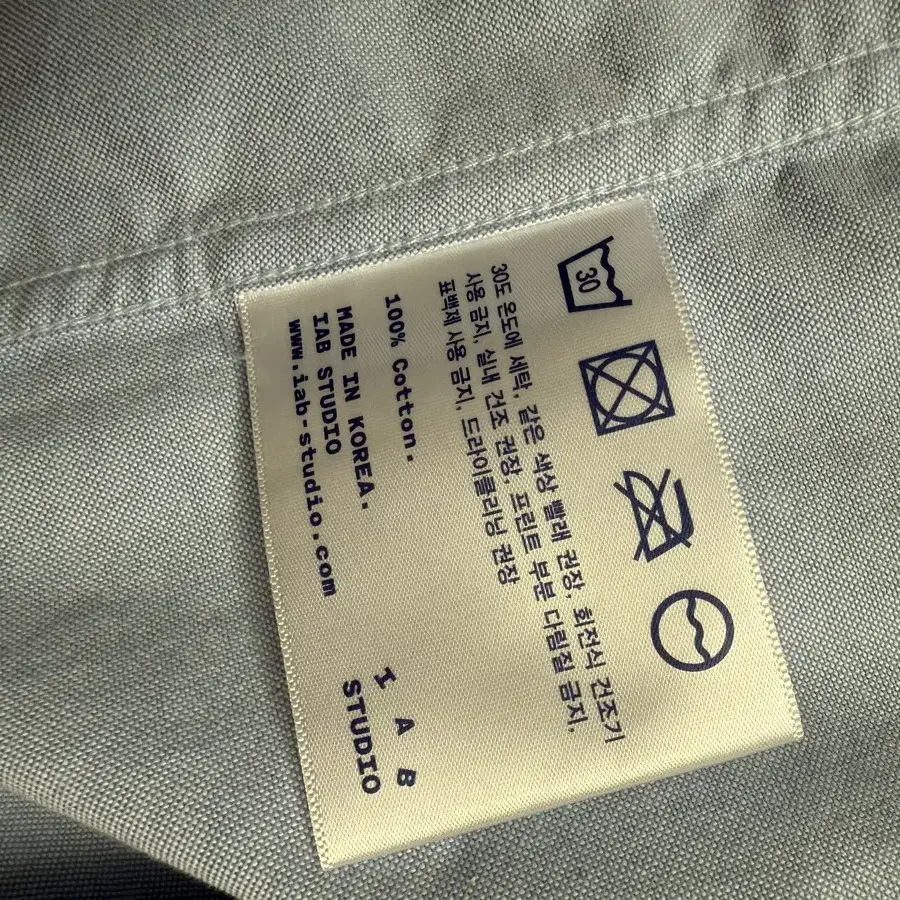 30
30도 온도에 세탁, 같은 색상 빨래 권장, 회전식 건조기
사용 금지, 실내 건조 권장, 프린트 부분 다림질 금지,
표백제 사용 금지, 드라이클리닝 권장
100% Cotton.
MADE IN KOREA.
IAB STUDIO
www.iab-studio.com
I A B
STUDIO